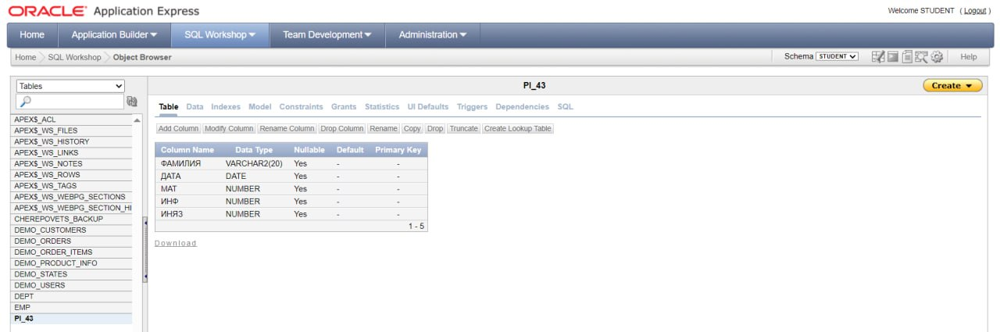 ORACLE Application Express
Welcome STUDENT ( Logout )
Home Application Builder SQL Workshop Team Development Administration
Home SQL Workshop Object Browser Schema STUDENT Help
Tables PI_43 Create
Table Data Indexes Model Constraints Grants Statistics UI Defaults Triggers Dependencies SQL
Add Column Modify Column Rename Column Drop Column Rename Copy Drop Truncate Create Lookup Table
Column Name Data Type Nullable Default Primary Key
ФАМИЛИЯ VARCHAR2(20) Yes - -
ДАТА DATE Yes - -
МАТ NUMBER Yes - -
ИНФ NUMBER Yes - -
ИНЯЗ NUMBER Yes - -
1 - 5
Download
APEX$_ACL
APEX$_WS_FILES
APEX$_WS_HISTORY
APEX$_WS_LINKS
APEX$_WS_NOTES
APEX$_WS_ROWS
APEX$_WS_TAGS
APEX$_WS_WEBPG_SECTIONS
APEX$_WS_WEBPG_SECTION_HI
CHEREPOVETS_BACKUP
DEMO_CUSTOMERS
DEMO_ORDERS
DEMO_ORDER_ITEMS
DEMO_PRODUCT_INFO
DEMO_STATES
DEMO_USERS
DEPT
EMP
PI_43